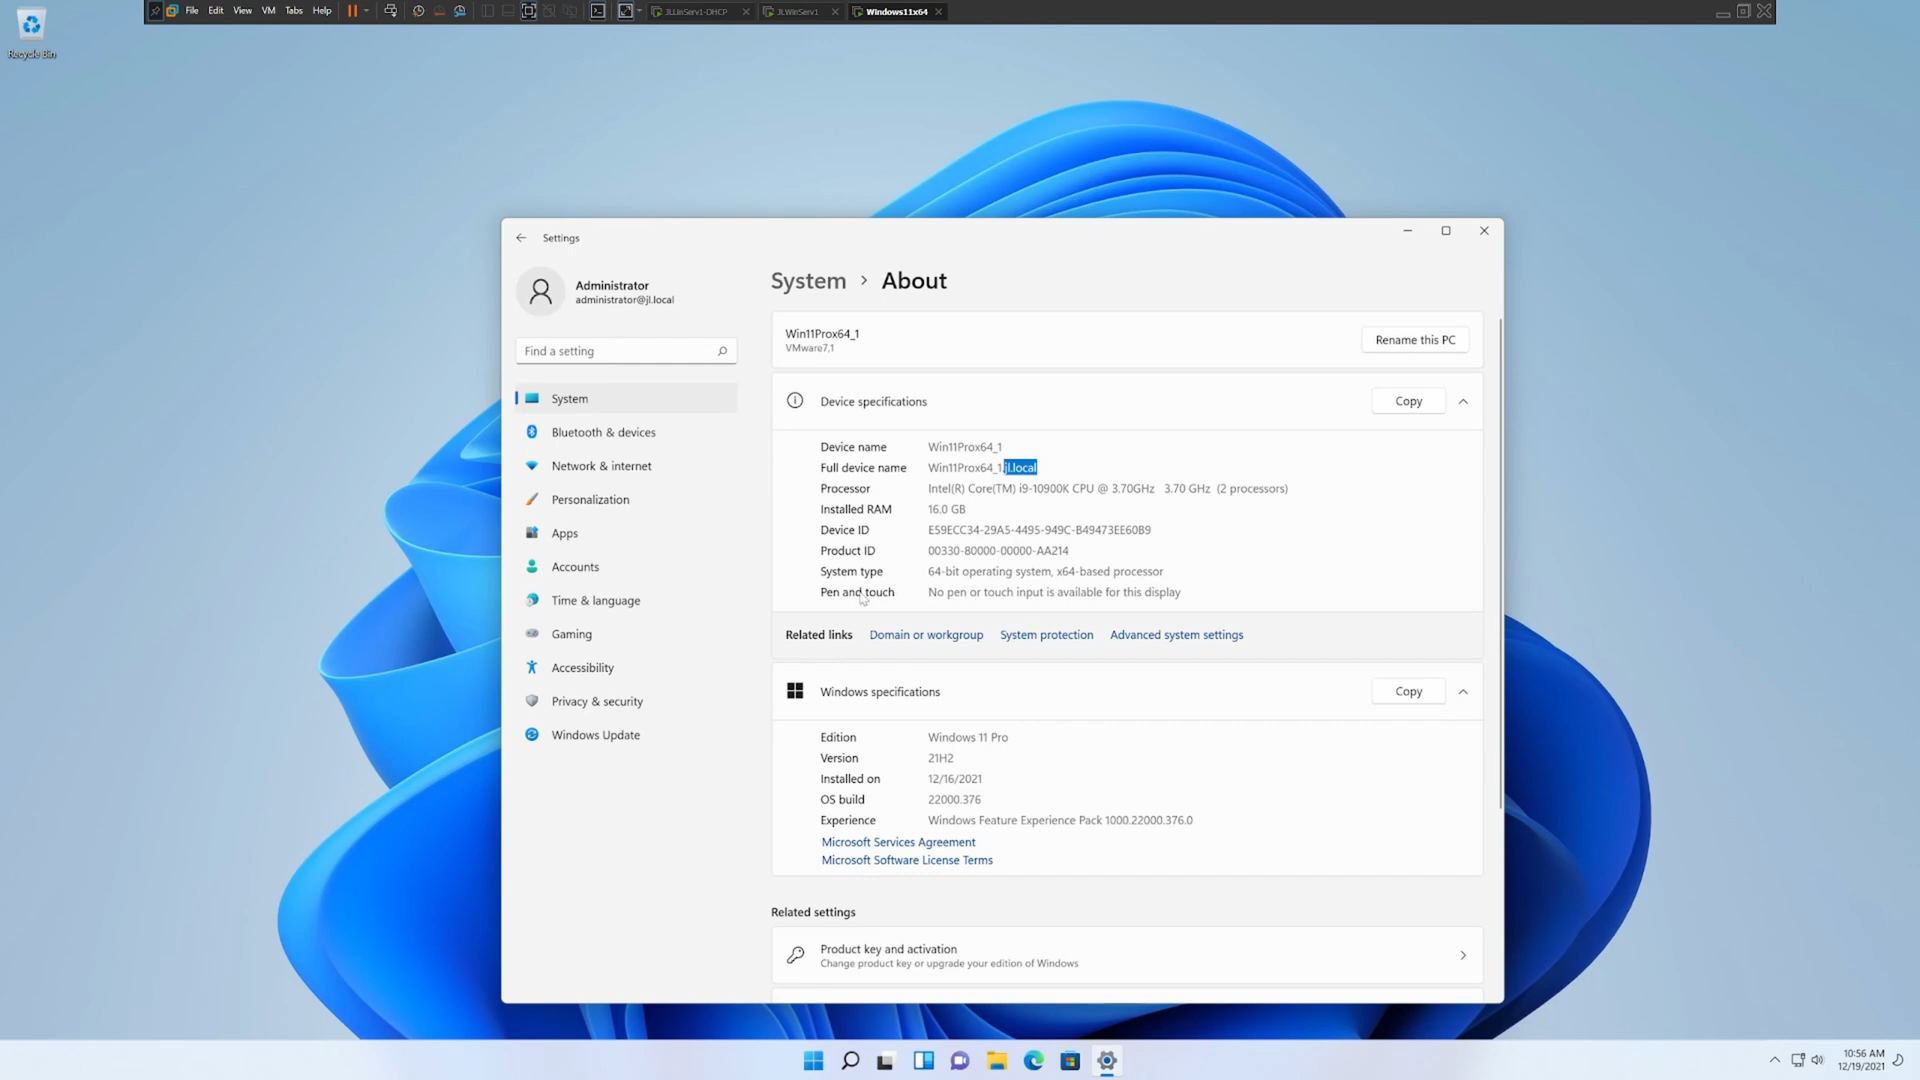 File Edit View VM Tabs Help
JLLinServ1-DHCP
JLWinServ1
Windows11x64
Recycle Bin
Settings
Administrator
administrator@jl.local
Find a setting
System
Bluetooth & devices
Network & internet
Personalization
Apps
Accounts
Time & language
Gaming
Accessibility
Privacy & security
Windows Update
System > About
Win11Prox64_1
VMware7,1
Rename this PC
Device specifications
Copy
Device name Win11Prox64_1
Full device name Win11Prox64_1.jl.local
Processor Intel(R) Core(TM) i9-10900K CPU @ 3.70GHz 3.70 GHz (2 processors)
Installed RAM 16.0 GB
Device ID E59ECC34-29A5-4495-949C-B49473EE60B9
Product ID 00330-80000-00000-AA214
System type 64-bit operating system, x64-based processor
Pen and touch No pen or touch input is available for this display
Related links Domain or workgroup System protection Advanced system settings
Windows specifications
Copy
Edition Windows 11 Pro
Version 21H2
Installed on 12/16/2021
OS build 22000.376
Experience Windows Feature Experience Pack 1000.22000.376.0
Microsoft Services Agreement
Microsoft Software License Terms
Related settings
Product key and activation
Change product key or upgrade your edition of Windows
10:56 AM
12/19/2021